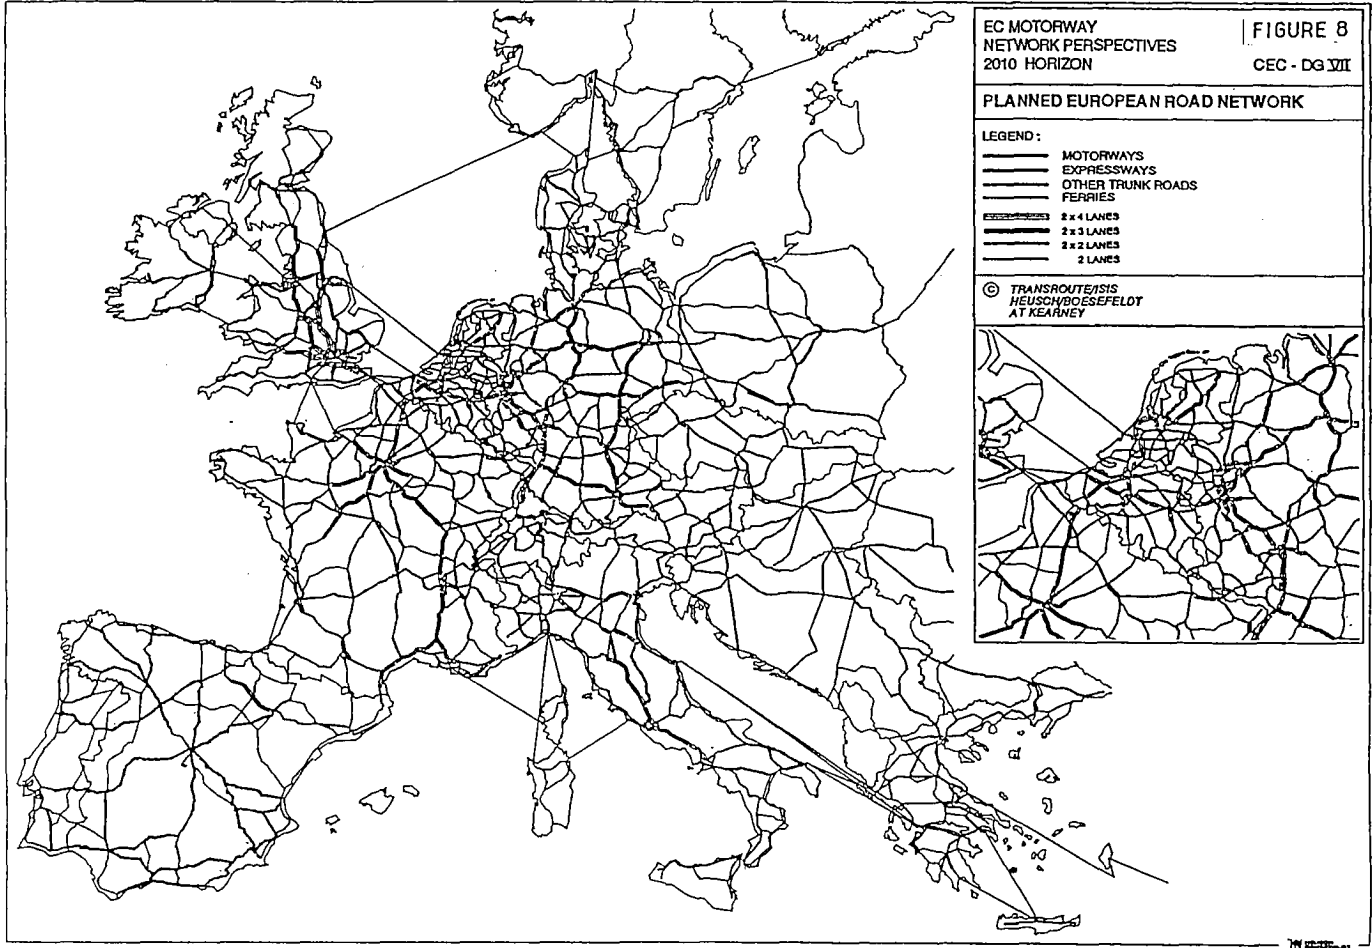 EC MOTORWAY
NETWORK PERSPECTIVES
2010 HORIZON
FIGURE 8
CEC - DG VII
PLANNED EUROPEAN ROAD NETWORK
LEGEND :
MOTORWAYS
EXPRESSWAYS
OTHER TRUNK ROADS
FERRIES
2 x 4 LANES
2 x 3 LANES
2 x 2 LANES
2 LANES
© TRANSROUTE/ISIS
HEUSCH/BOESEFELDT
AT KEARNEY